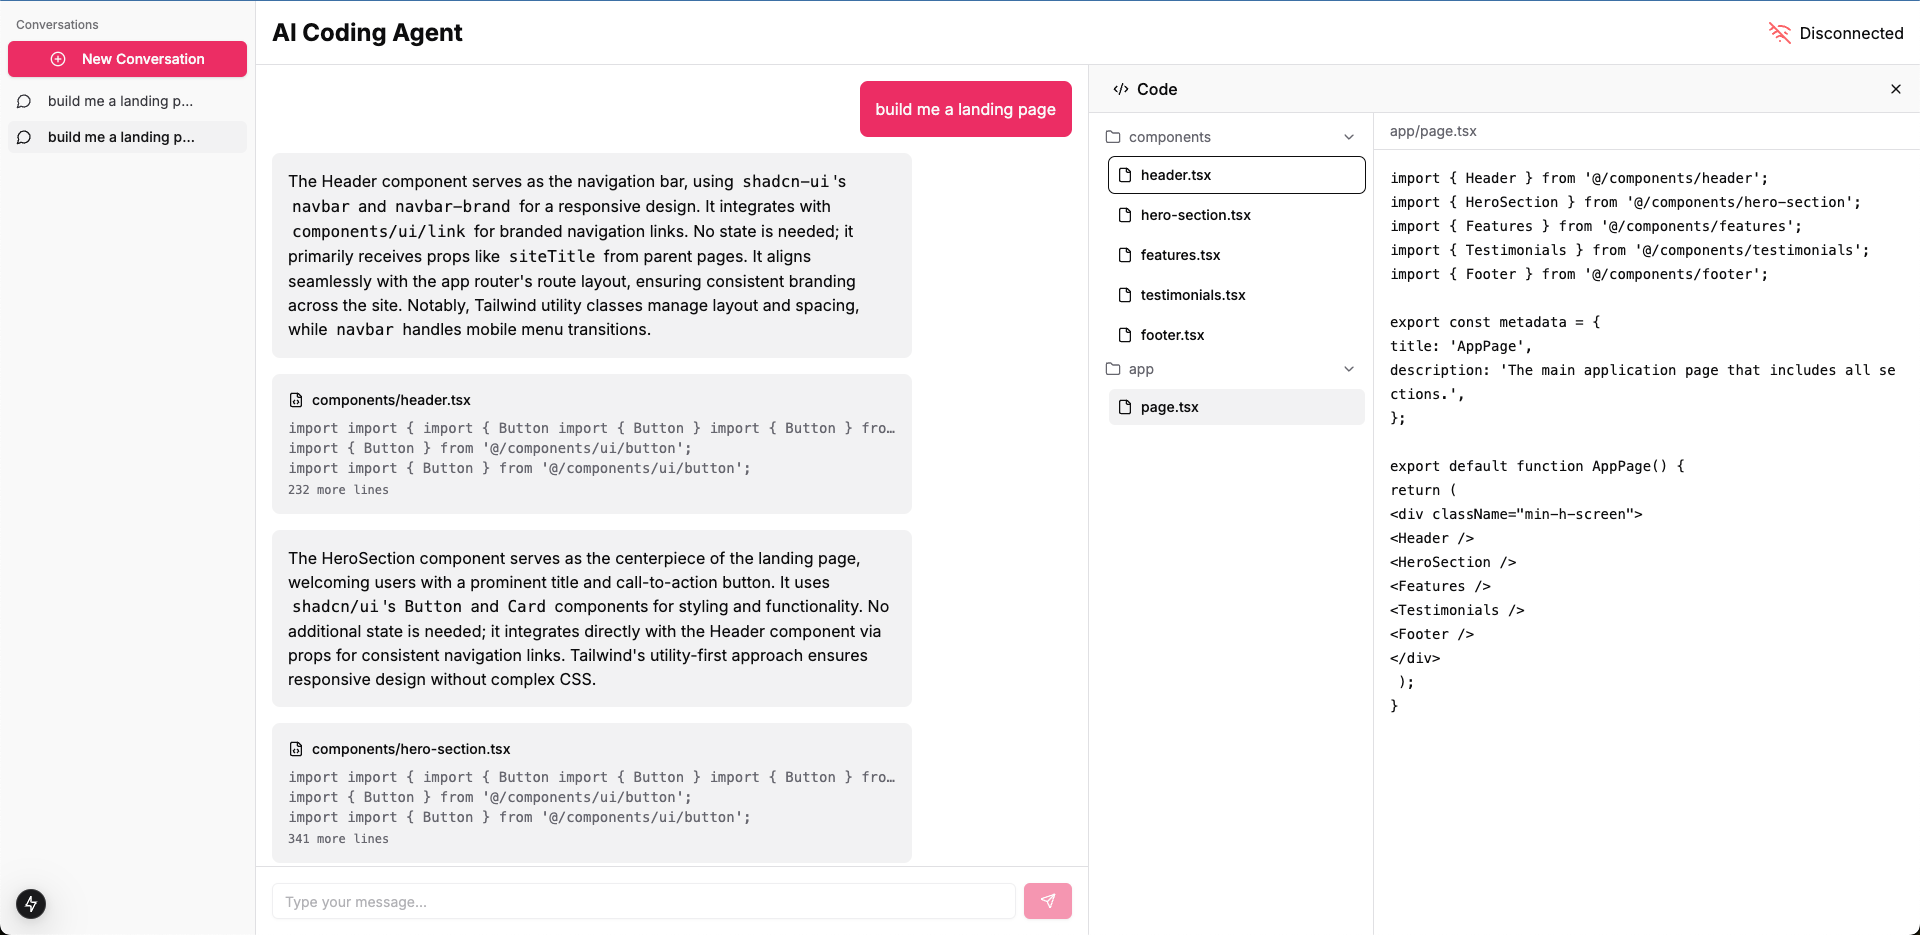 Conversations
New Conversation
build me a landing p...
build me a landing p...
AI Coding Agent
Disconnected
build me a landing page
The Header component serves as the navigation bar, using shadcn-ui's
navbar and navbar-brand for a responsive design. It integrates with
components/ui/link for branded navigation links. No state is needed; it
primarily receives props like siteTitle from parent pages. It aligns
seamlessly with the app router's route layout, ensuring consistent branding
across the site. Notably, Tailwind utility classes manage layout and spacing,
while navbar handles mobile menu transitions.
components/header.tsx
import import { import { Button import { Button } import { Button } fro…
import { Button } from '@/components/ui/button';
import import { Button } from '@/components/ui/button';
232 more lines
The HeroSection component serves as the centerpiece of the landing page,
welcoming users with a prominent title and call-to-action button. It uses
shadcn/ui's Button and Card components for styling and functionality. No
additional state is needed; it integrates directly with the Header component via
props for consistent navigation links. Tailwind's utility-first approach ensures
responsive design without complex CSS.
components/hero-section.tsx
import import { import { Button import { Button } import { Button } fro…
import { Button } from '@/components/ui/button';
import import { Button } from '@/components/ui/button';
341 more lines
Type your message...
</> Code
components
header.tsx
hero-section.tsx
features.tsx
testimonials.tsx
footer.tsx
app
page.tsx
app/page.tsx
import { Header } from '@/components/header';
import { HeroSection } from '@/components/hero-section';
import { Features } from '@/components/features';
import { Testimonials } from '@/components/testimonials';
import { Footer } from '@/components/footer';
export const metadata = {
title: 'AppPage',
description: 'The main application page that includes all se
ctions.',
};
export default function AppPage() {
return (
<div className="min-h-screen">
<Header />
<HeroSection />
<Features />
<Testimonials />
<Footer />
</div>
);
}